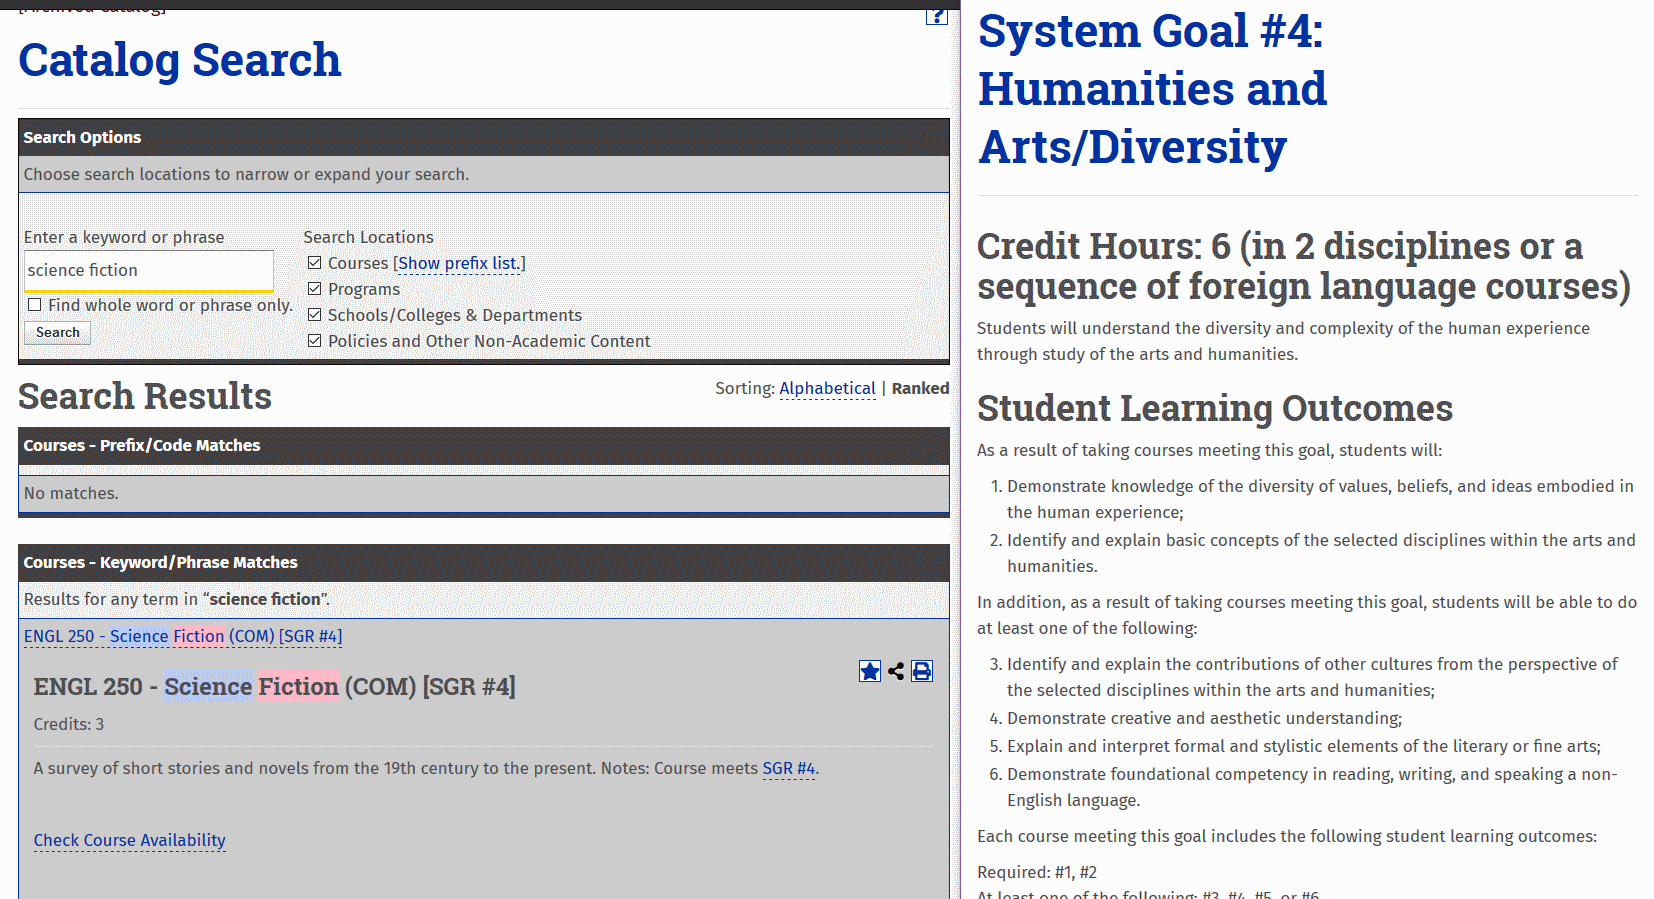 [Archived Catalog]
?
Catalog Search
Search Options
Choose search locations to narrow or expand your search.
Enter a keyword or phrase
science fiction
Find whole word or phrase only.
Search
Search Locations
Courses [Show prefix list.]
Programs
Schools/Colleges & Departments
Policies and Other Non-Academic Content
Search Results
Sorting: Alphabetical | Ranked
Courses - Prefix/Code Matches
No matches.
Courses - Keyword/Phrase Matches
Results for any term in “science fiction”.
ENGL 250 - Science Fiction (COM) [SGR #4]
ENGL 250 - Science Fiction (COM) [SGR #4]
Credits: 3
A survey of short stories and novels from the 19th century to the present. Notes: Course meets SGR #4.
Check Course Availability
System Goal #4:
Humanities and
Arts/Diversity
Credit Hours: 6 (in 2 disciplines or a
sequence of foreign language courses)
Students will understand the diversity and complexity of the human experience
through study of the arts and humanities.
Student Learning Outcomes
As a result of taking courses meeting this goal, students will:
1. Demonstrate knowledge of the diversity of values, beliefs, and ideas embodied in
the human experience;
2. Identify and explain basic concepts of the selected disciplines within the arts and
humanities.
In addition, as a result of taking courses meeting this goal, students will be able to do
at least one of the following:
3. Identify and explain the contributions of other cultures from the perspective of
the selected disciplines within the arts and humanities;
4. Demonstrate creative and aesthetic understanding;
5. Explain and interpret formal and stylistic elements of the literary or fine arts;
6. Demonstrate foundational competency in reading, writing, and speaking a non-
English language.
Each course meeting this goal includes the following student learning outcomes:
Required: #1, #2
At least one of the following: #3, #4, #5, or #6